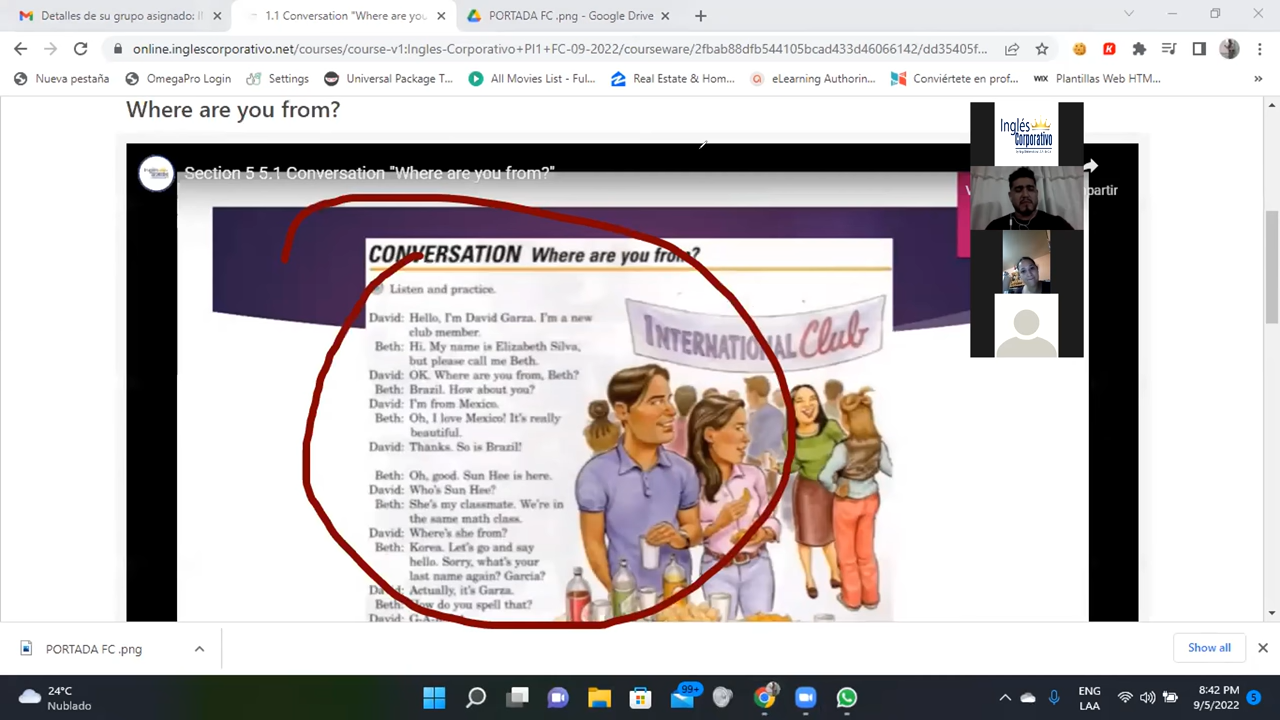 Detalles de su grupo asignado: I
1.1 Conversation "Where are you
PORTADA FC .png - Google Drive
online.inglescorporativo.net/courses/course-v1:Ingles-Corporativo+PI1+FC-09-2022/courseware/2fbab88dfb544105bcad433d46066142/dd35405f...
Nueva pestaña
OmegaPro Login
Settings
Universal Package T...
All Movies List - Ful...
Real Estate & Hom...
eLearning Authorin...
Conviértete en prof...
WIX Plantillas Web HTM...
»
Where are you from?
Inglés
Corporativo
Section 5 5.1 Conversation "Where are you from?"
partir
CONVERSATION Where are you from?
Listen and practice.
David: Hello, I'm David Garza. I'm a new
club member.
Beth: Hi. My name is Elizabeth Silva,
but please call me Beth.
David: OK. Where are you from, Beth?
Beth: Brazil. How about you?
David: I'm from Mexico.
Beth: Oh, I love Mexico! It's really
beautiful.
David: Thanks. So is Brazil!
Beth: Oh, good. Sun Hee is here.
David: Who's Sun Hee?
Beth: She's my classmate. We're in
the same math class.
David: Where's she from?
Beth: Korea. Let's go and say
hello. Sorry, what's your
last name again? Garcia?
David: Actually, it's Garza.
Beth: How do you spell that?
David: G-A-
INTERNATIONAL Club
PORTADA FC .png
Show all
24°C
Nublado
99+
ENG
LAA
8:42 PM
9/5/2022
5